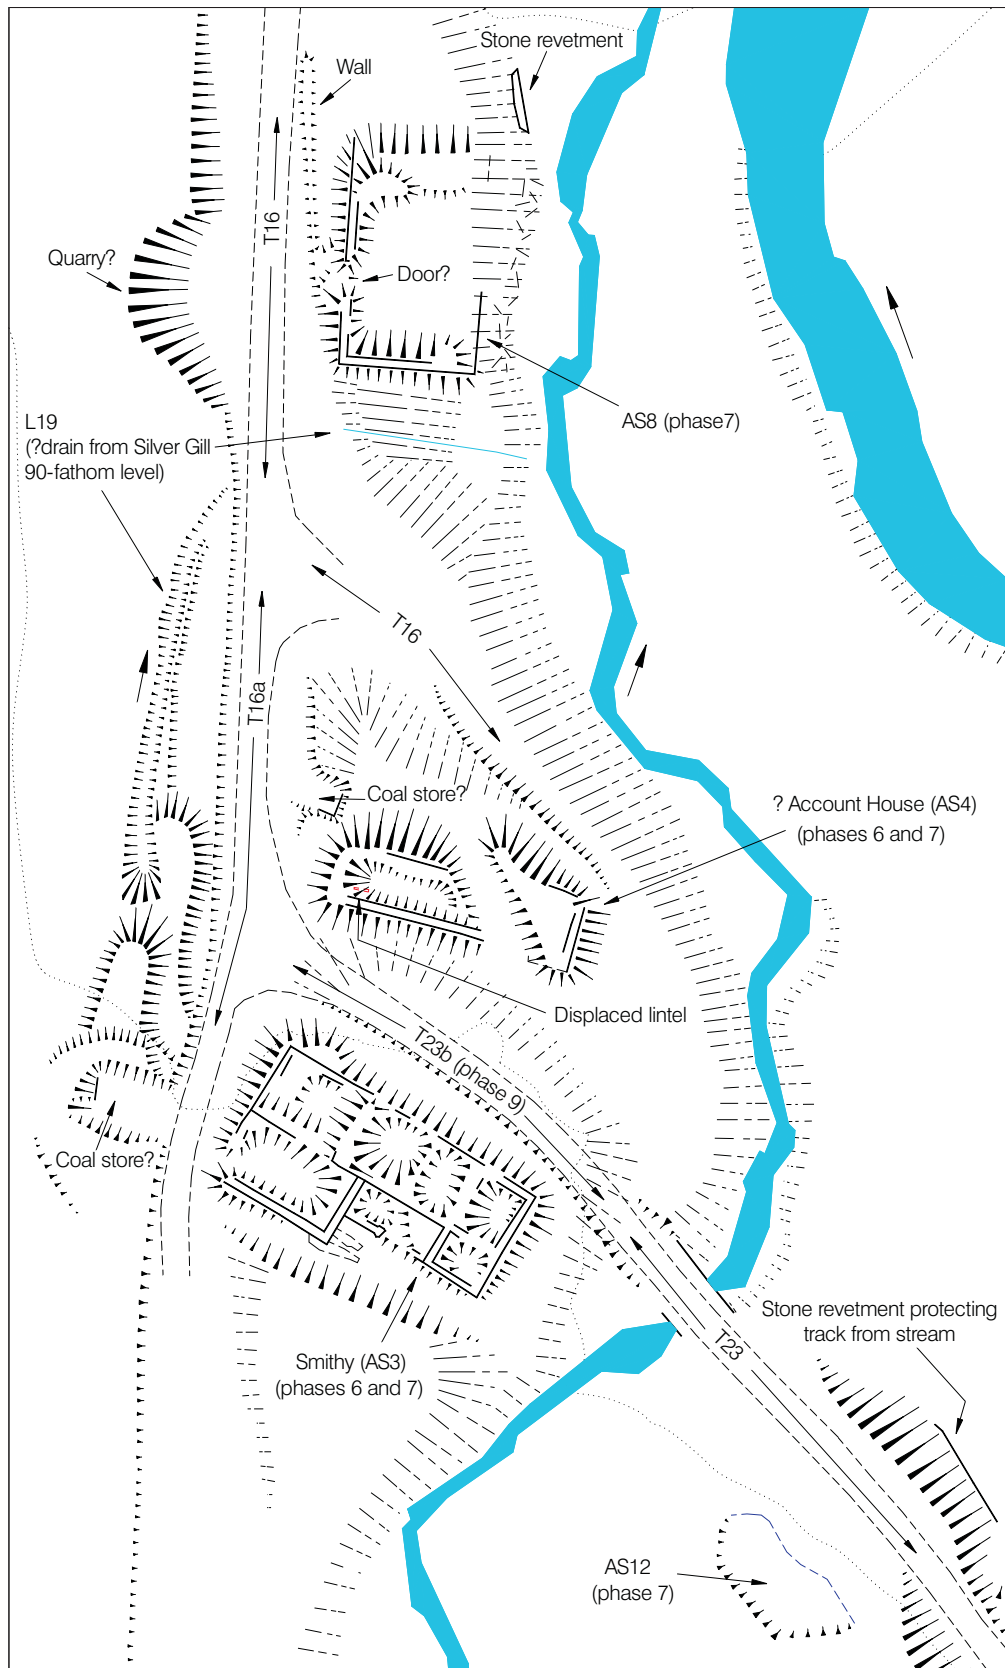 Stone revetment
Wall
T16
Quarry?
Door?
L19
(?drain from Silver Gill
90-fathom level)
AS8 (phase7)
T16
T16a
Coal store?
? Account House (AS4)
(phases 6 and 7)
Displaced lintel
T23b (phase 9)
Coal store?
Stone revetment protecting
track from stream
T23
Smithy (AS3)
(phases 6 and 7)
AS12
(phase 7)